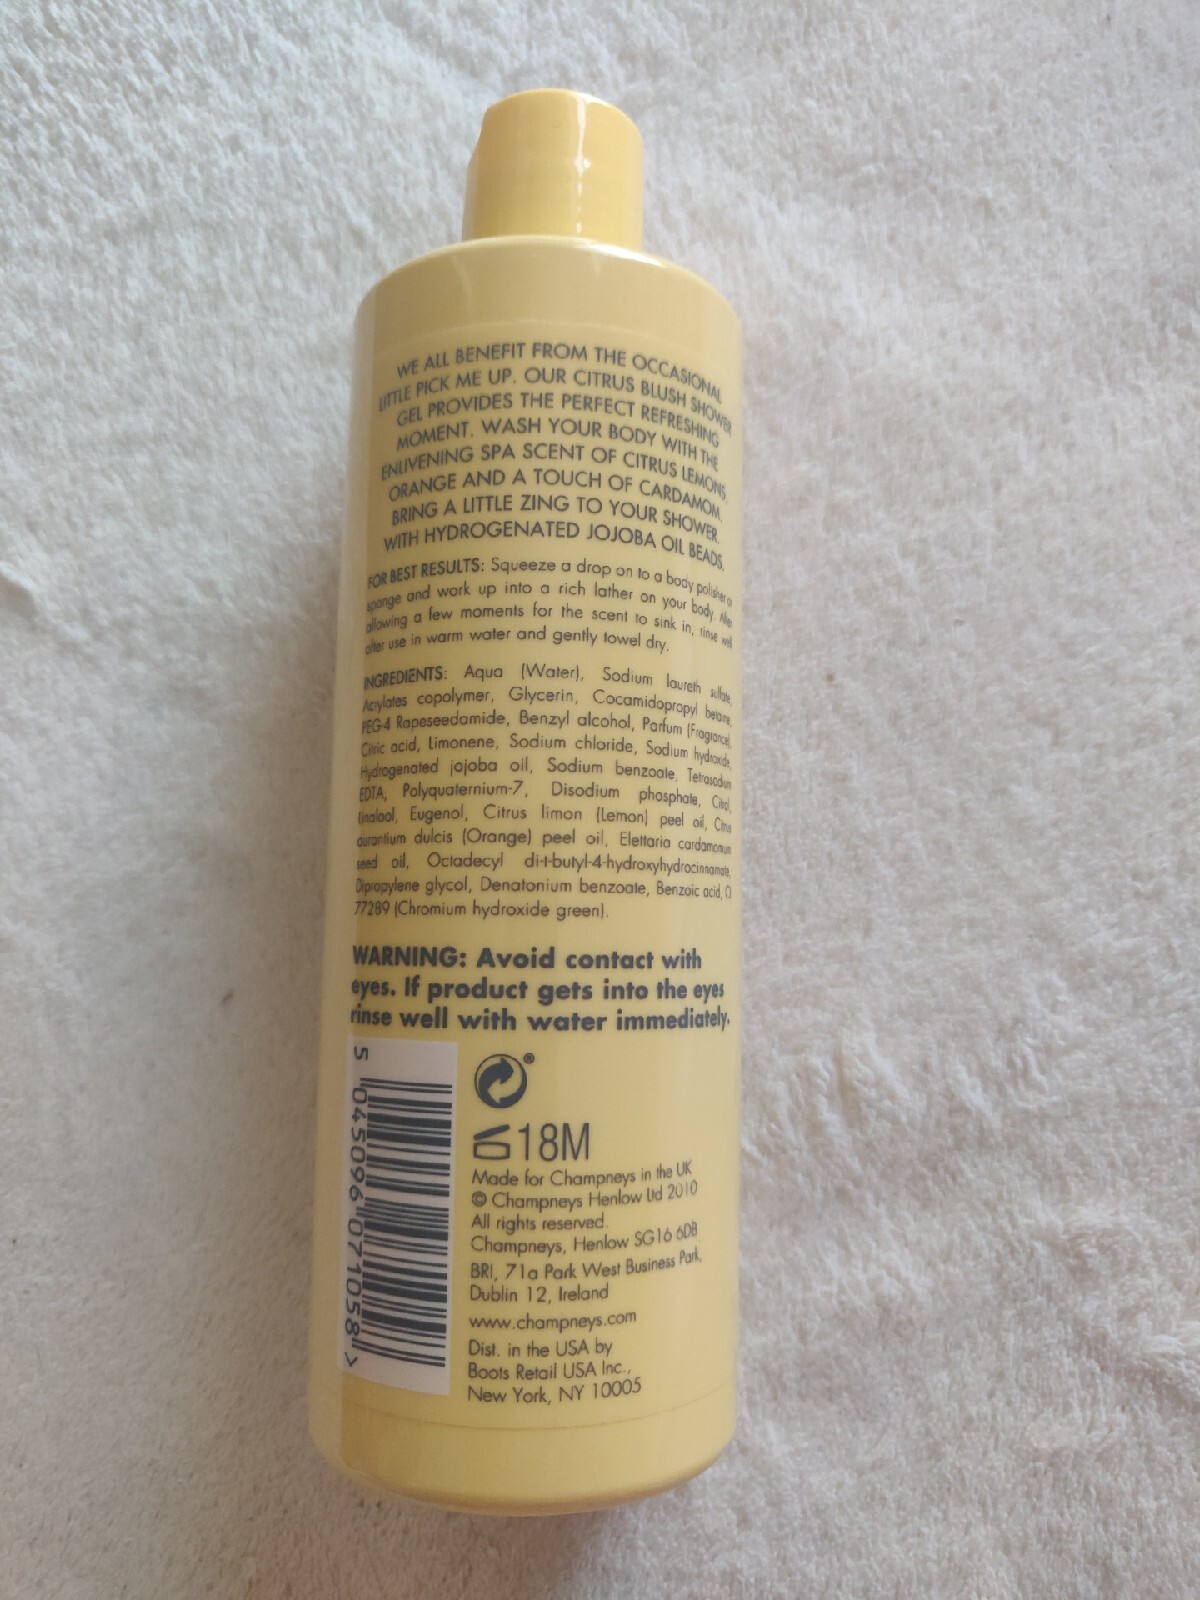 WE ALL BENEFIT FROM THE OCCASIONAL
LITTLE PICK ME UP. OUR CITRUS BLUSH SHOWER
GEL PROVIDES THE PERFECT REFRESHING
MOMENT. WASH YOUR BODY WITH THE
ENLIVENING SPA SCENT OF CITRUS LEMONS,
ORANGE AND A TOUCH OF CARDAMOM.
BRING A LITTLE ZING TO YOUR SHOWER.
WITH HYDROGENATED JOJOBA OIL BEADS.
FOR BEST RESULTS: Squeeze a drop on to a body polisher or
sponge and work up into a rich lather on your body. After
allowing a few moments for the scent to sink in, rinse well
after use in warm water and gently towel dry.
INGREDIENTS: Aqua (Water), Sodium laureth sulfate,
Acrylates copolymer, Glycerin, Cocamidopropyl betaine,
PEG-4 Rapeseedamide, Benzyl alcohol, Parfum (Fragrance),
Citric acid, Limonene, Sodium chloride, Sodium hydroxide,
Hydrogenated jojoba oil, Sodium benzoate, Tetrasodium
EDTA, Polyquaternium-7, Disodium phosphate, Citral,
Linalool, Eugenol, Citrus limon (Lemon) peel oil, Citrus
aurantium dulcis (Orange) peel oil, Elettaria cardamomum
seed oil, Octadecyl di-t-butyl-4-hydroxyhydrocinnamate,
Dipropylene glycol, Denatonium benzoate, Benzoic acid, CI
77289 (Chromium hydroxide green).
WARNING: Avoid contact with
eyes. If product gets into the eyes
rinse well with water immediately.
5 045096 071058 >
®
18M
Made for Champneys in the UK
© Champneys Henlow Ltd 2010
All rights reserved.
Champneys, Henlow SG16 6DB
BRI, 71a Park West Business Park,
Dublin 12, Ireland
www.champneys.com
Dist. in the USA by
Boots Retail USA Inc.,
New York, NY 10005